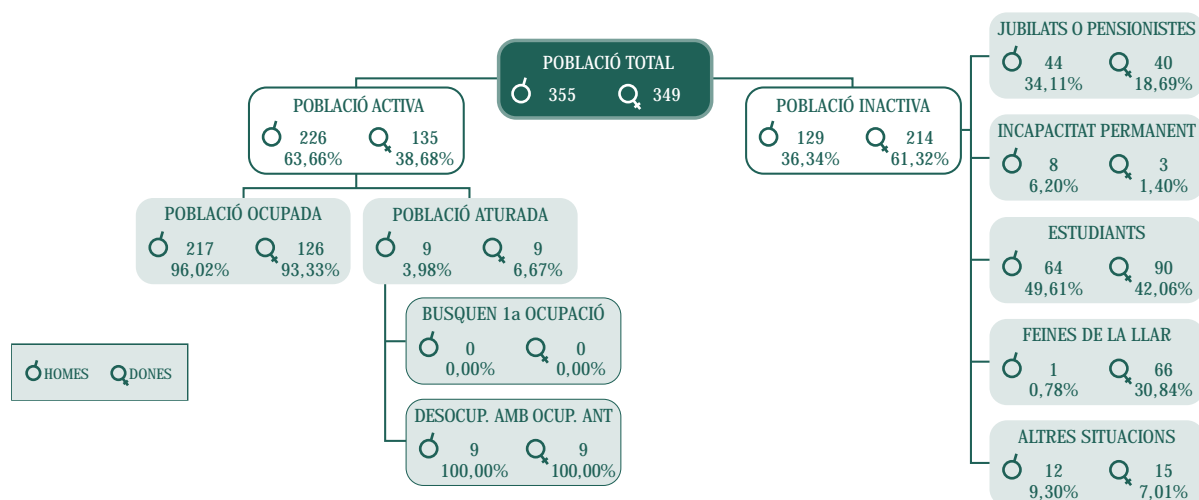 POBLACIÓ TOTAL
355 349
POBLACIÓ ACTIVA
226 135
63,66% 38,68%
POBLACIÓ OCUPADA
217 126
96,02% 93,33%
POBLACIÓ ATURADA
9 9
3,98% 6,67%
BUSQUEN 1a OCUPACIÓ
0 0
0,00% 0,00%
DESOCUP. AMB OCUP. ANT
9 9
100,00% 100,00%
POBLACIÓ INACTIVA
129 214
36,34% 61,32%
JUBILATS O PENSIONISTES
44 40
34,11% 18,69%
INCAPACITAT PERMANENT
8 3
6,20% 1,40%
ESTUDIANTS
64 90
49,61% 42,06%
FEINES DE LA LLAR
1 66
0,78% 30,84%
ALTRES SITUACIONS
12 15
9,30% 7,01%
HOMES DONES